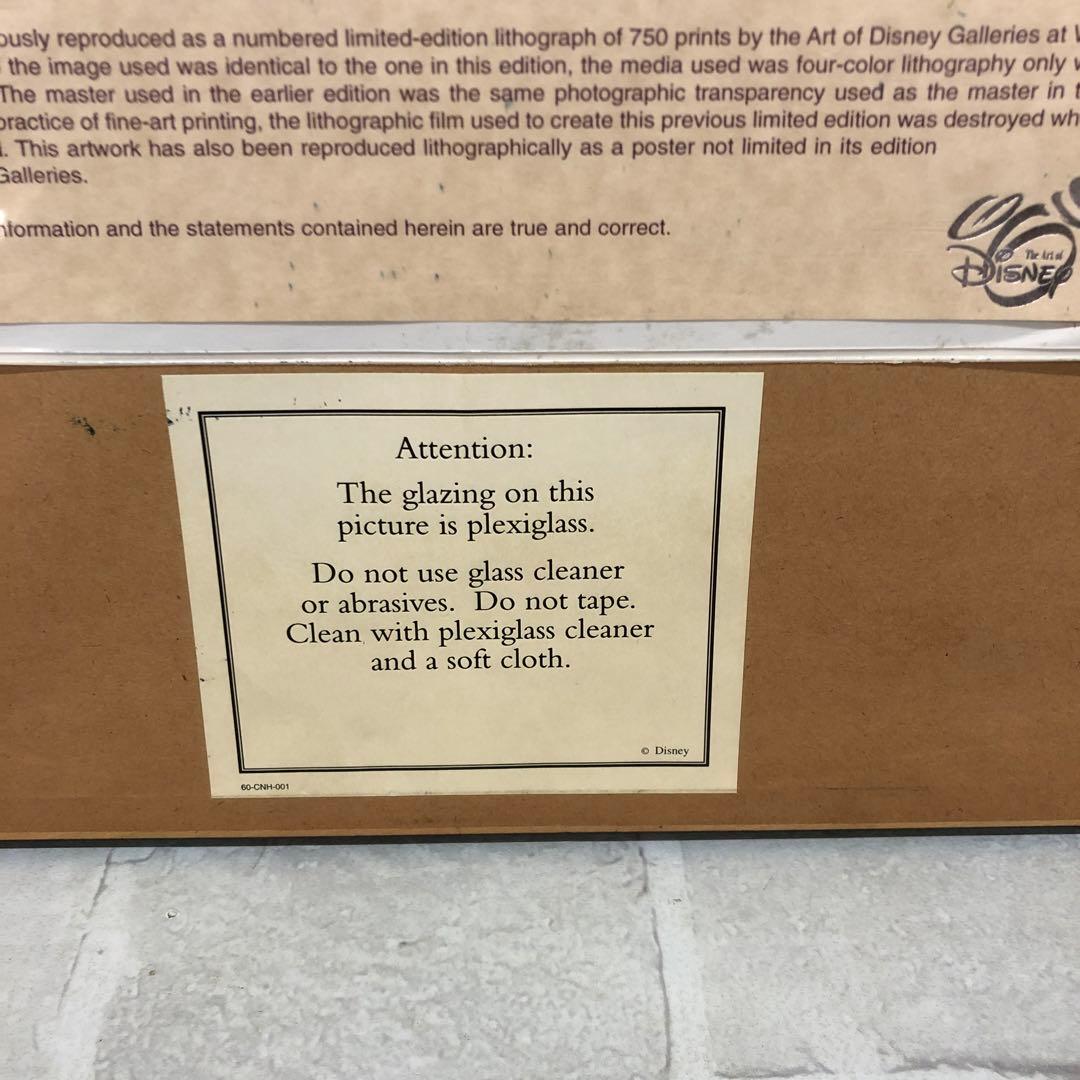 ously reproduced as a numbered limited-edition lithograph of 750 prints by the Art of Disney Galleries at
the image used was identical to the one in this edition, the media used was four-color lithography only
The master used in the earlier edition was the same photographic transparency used as the master in
practice of fine-art printing, the lithographic film used to create this previous limited edition was destroyed
. This artwork has also been reproduced lithographically as a poster not limited in its edition
Galleries.
information and the statements contained herein are true and correct.
The Art of
DISNEY
Attention:
The glazing on this
picture is plexiglass.
Do not use glass cleaner
or abrasives. Do not tape.
Clean with plexiglass cleaner
and a soft cloth.
© Disney
60-CNH-001